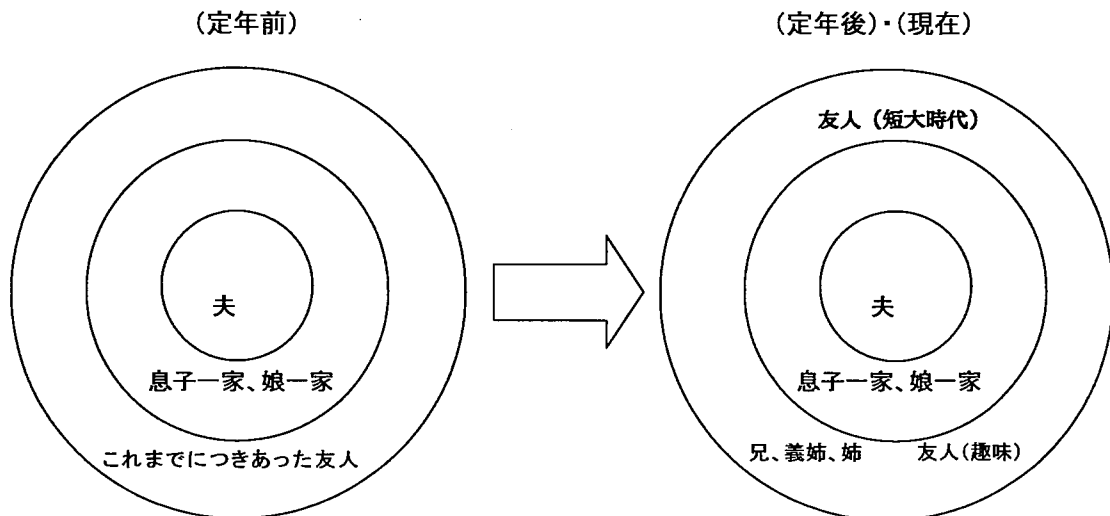 (定年前)
夫
息子一家、娘一家
これまでにつきあった友人
(定年後)・(現在)
友人（短大時代）
夫
息子一家、娘一家
兄、義姉、姉
友人(趣味)